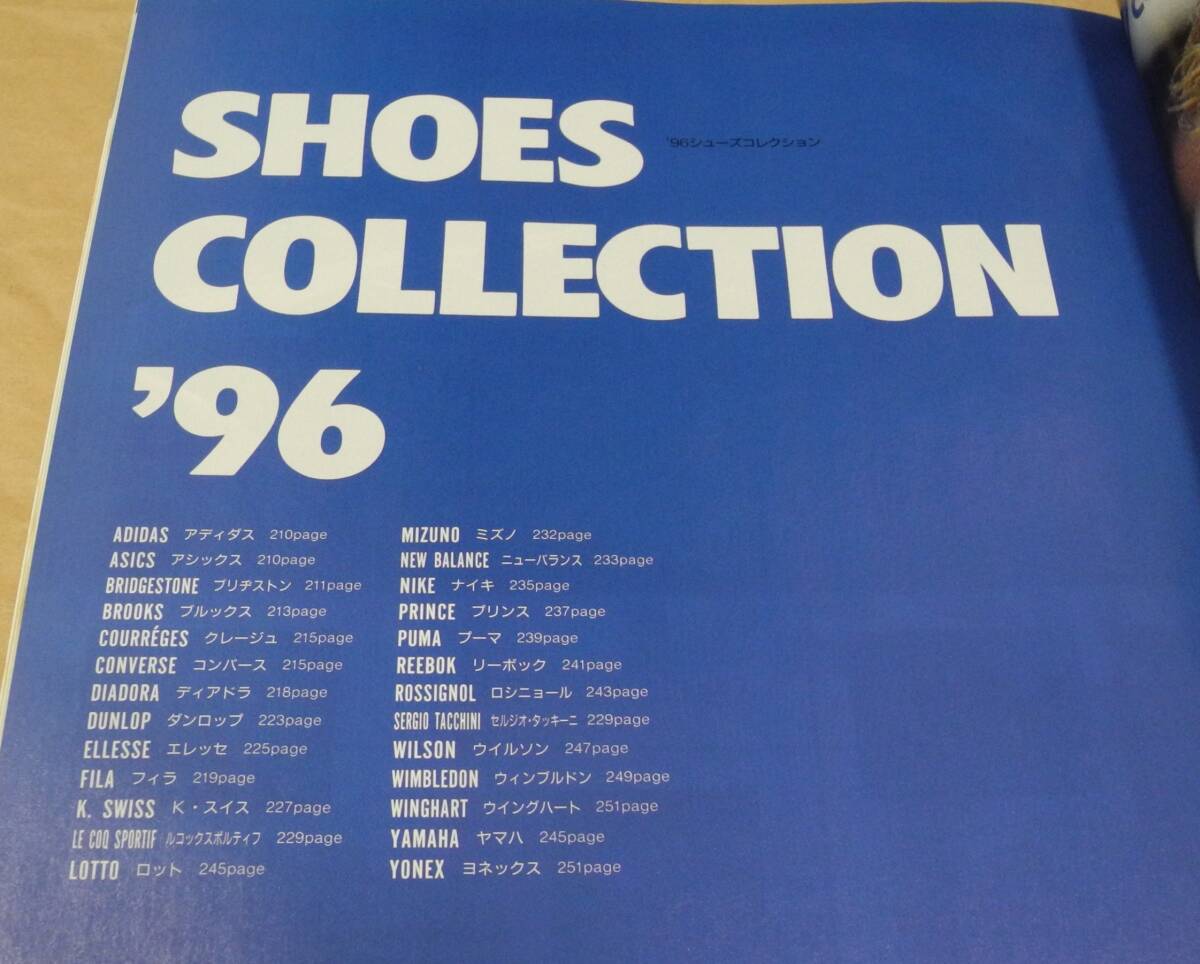 SHOES
'96シューズコレクション
COLLECTION
'96
ADIDAS アディダス 210page
ASICS アシックス 210page
BRIDGESTONE ブリヂストン 211page
BROOKS ブルックス 213page
COURRÉGES クレージュ 215page
CONVERSE コンバース 215page
DIADORA ディアドラ 218page
DUNLOP ダンロップ 223page
ELLESSE エレッセ 225page
FILA フィラ 219page
K. SWISS K・スイス 227page
LE COQ SPORTIF ルコックスポルティフ 229page
LOTTO ロット 245page
MIZUNO ミズノ 232page
NEW BALANCE ニューバランス 233page
NIKE ナイキ 235page
PRINCE プリンス 237page
PUMA プーマ 239page
REEBOK リーボック 241page
ROSSIGNOL ロシニョール 243page
SERGIO TACCHINI セルジオ・タッキーニ 229page
WILSON ウイルソン 247page
WIMBLEDON ウィンブルドン 249page
WINGHART ウイングハート 251page
YAMAHA ヤマハ 245page
YONEX ヨネックス 251page